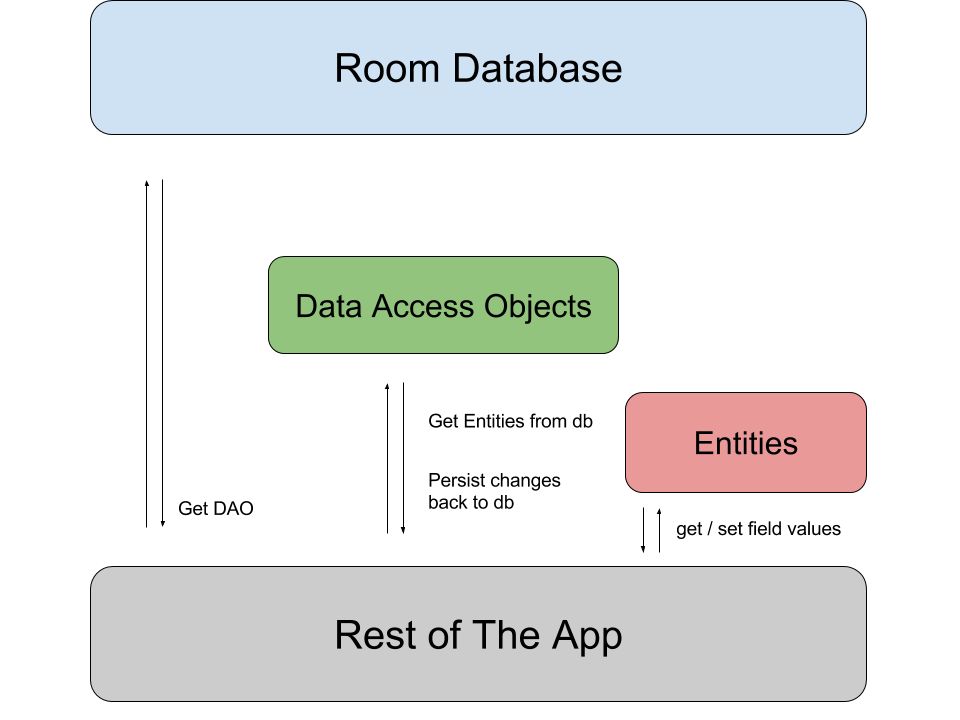 Room Database
Data Access Objects
Get Entities from db
Entities
Persist changes
back to db
Get DAO
get / set field values
Rest of The App